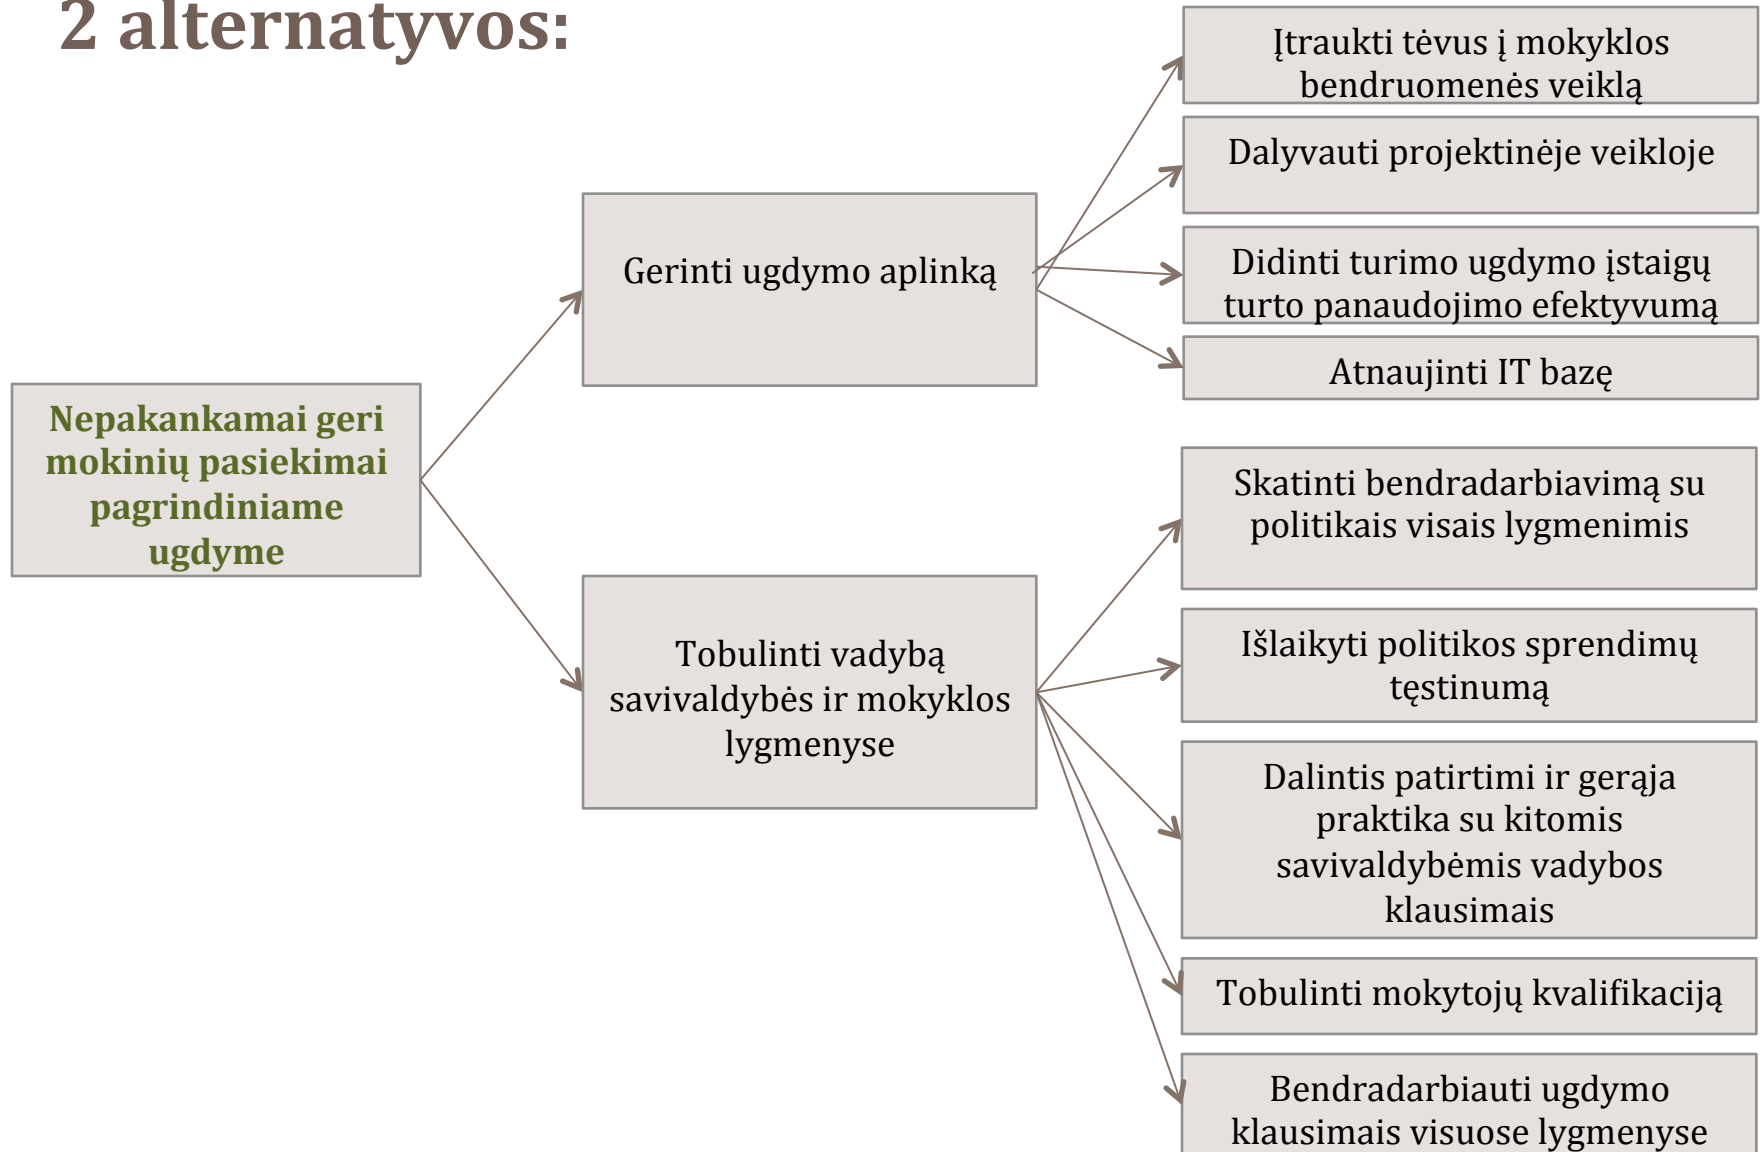 2 alternatyvos:
Nepakankamai geri
mokinių pasiekimai
pagrindiniame
ugdyme
Gerinti ugdymo aplinką
Įtraukti tėvus į mokyklos
bendruomenės veiklą
Dalyvauti projektinėje veikloje
Didinti turimo ugdymo įstaigų
turto panaudojimo efektyvumą
Atnaujinti IT bazę
Tobulinti vadybą
savivaldybės ir mokyklos
lygmenyse
Skatinti bendradarbiavimą su
politikais visais lygmenimis
Išlaikyti politikos sprendimų
tęstinumą
Dalintis patirtimi ir gerąja
praktika su kitomis
savivaldybėmis vadybos
klausimais
Tobulinti mokytojų kvalifikaciją
Bendradarbiauti ugdymo
klausimais visuose lygmenyse